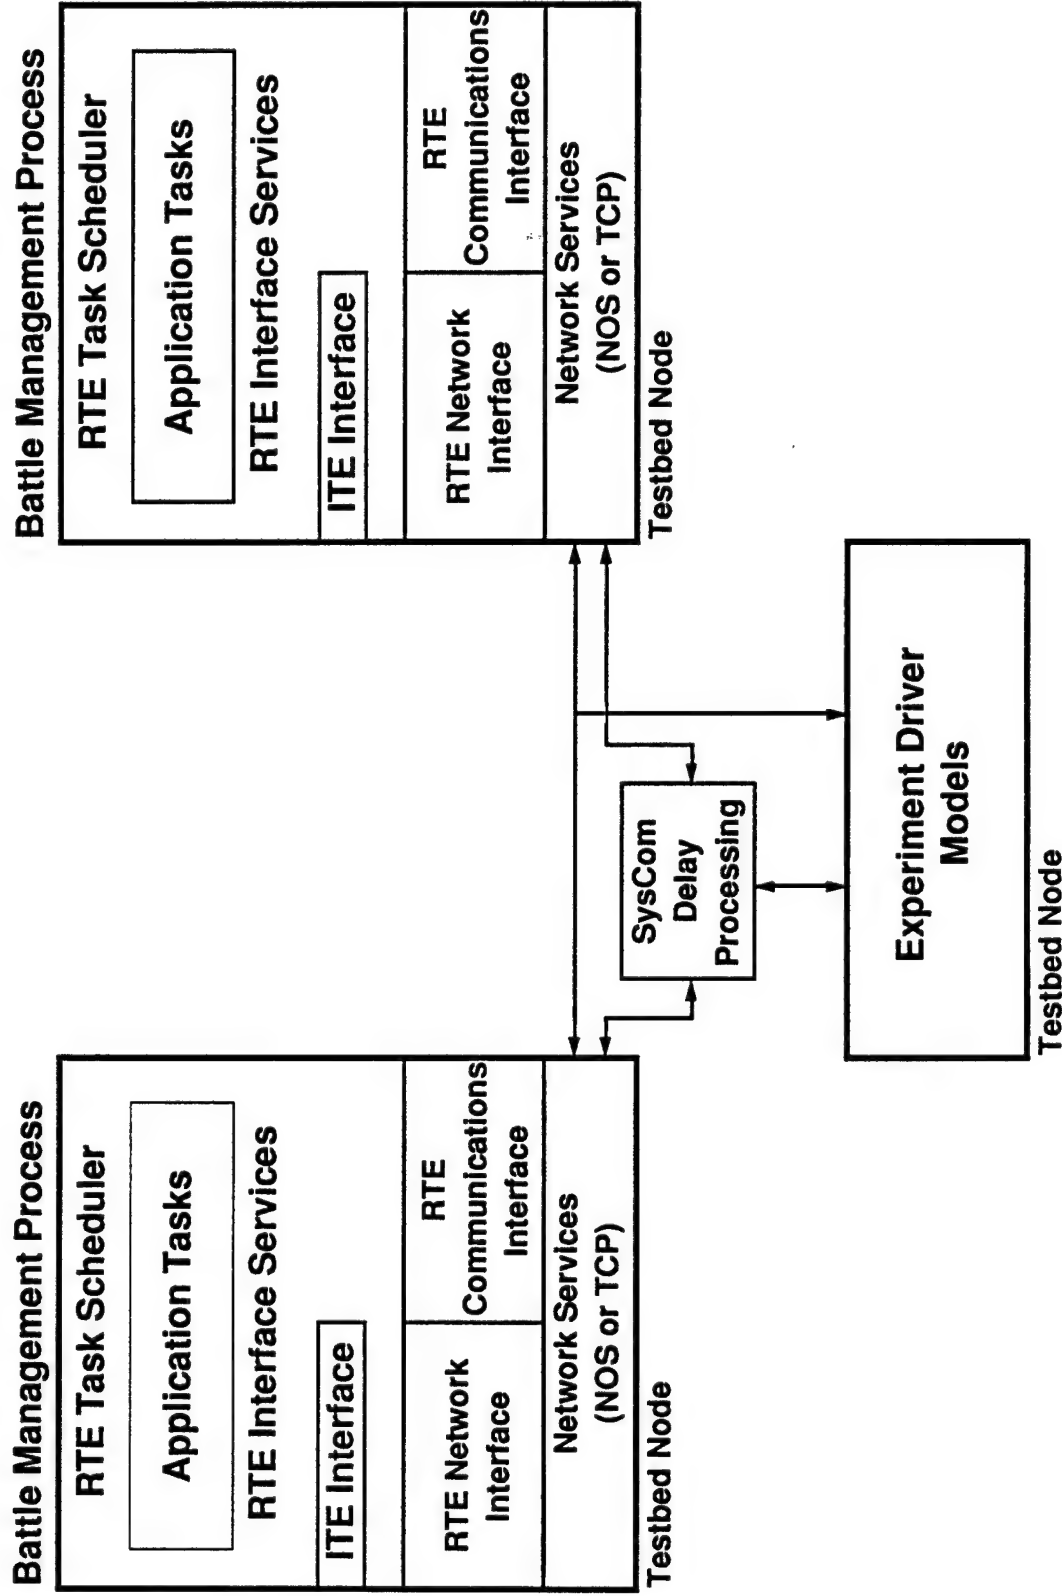 Battle Management Process
RTE Task Scheduler
Application Tasks
RTE Interface Services
ITE Interface
RTE Network
Interface
RTE
Communications
Interface
Network Services
(NOS or TCP)
Testbed Node
SysCom
Delay
Processing
Experiment Driver
Models
Testbed Node
Battle Management Process
RTE Task Scheduler
Application Tasks
RTE Interface Services
ITE Interface
RTE Network
Interface
RTE
Communications
Interface
Network Services
(NOS or TCP)
Testbed Node